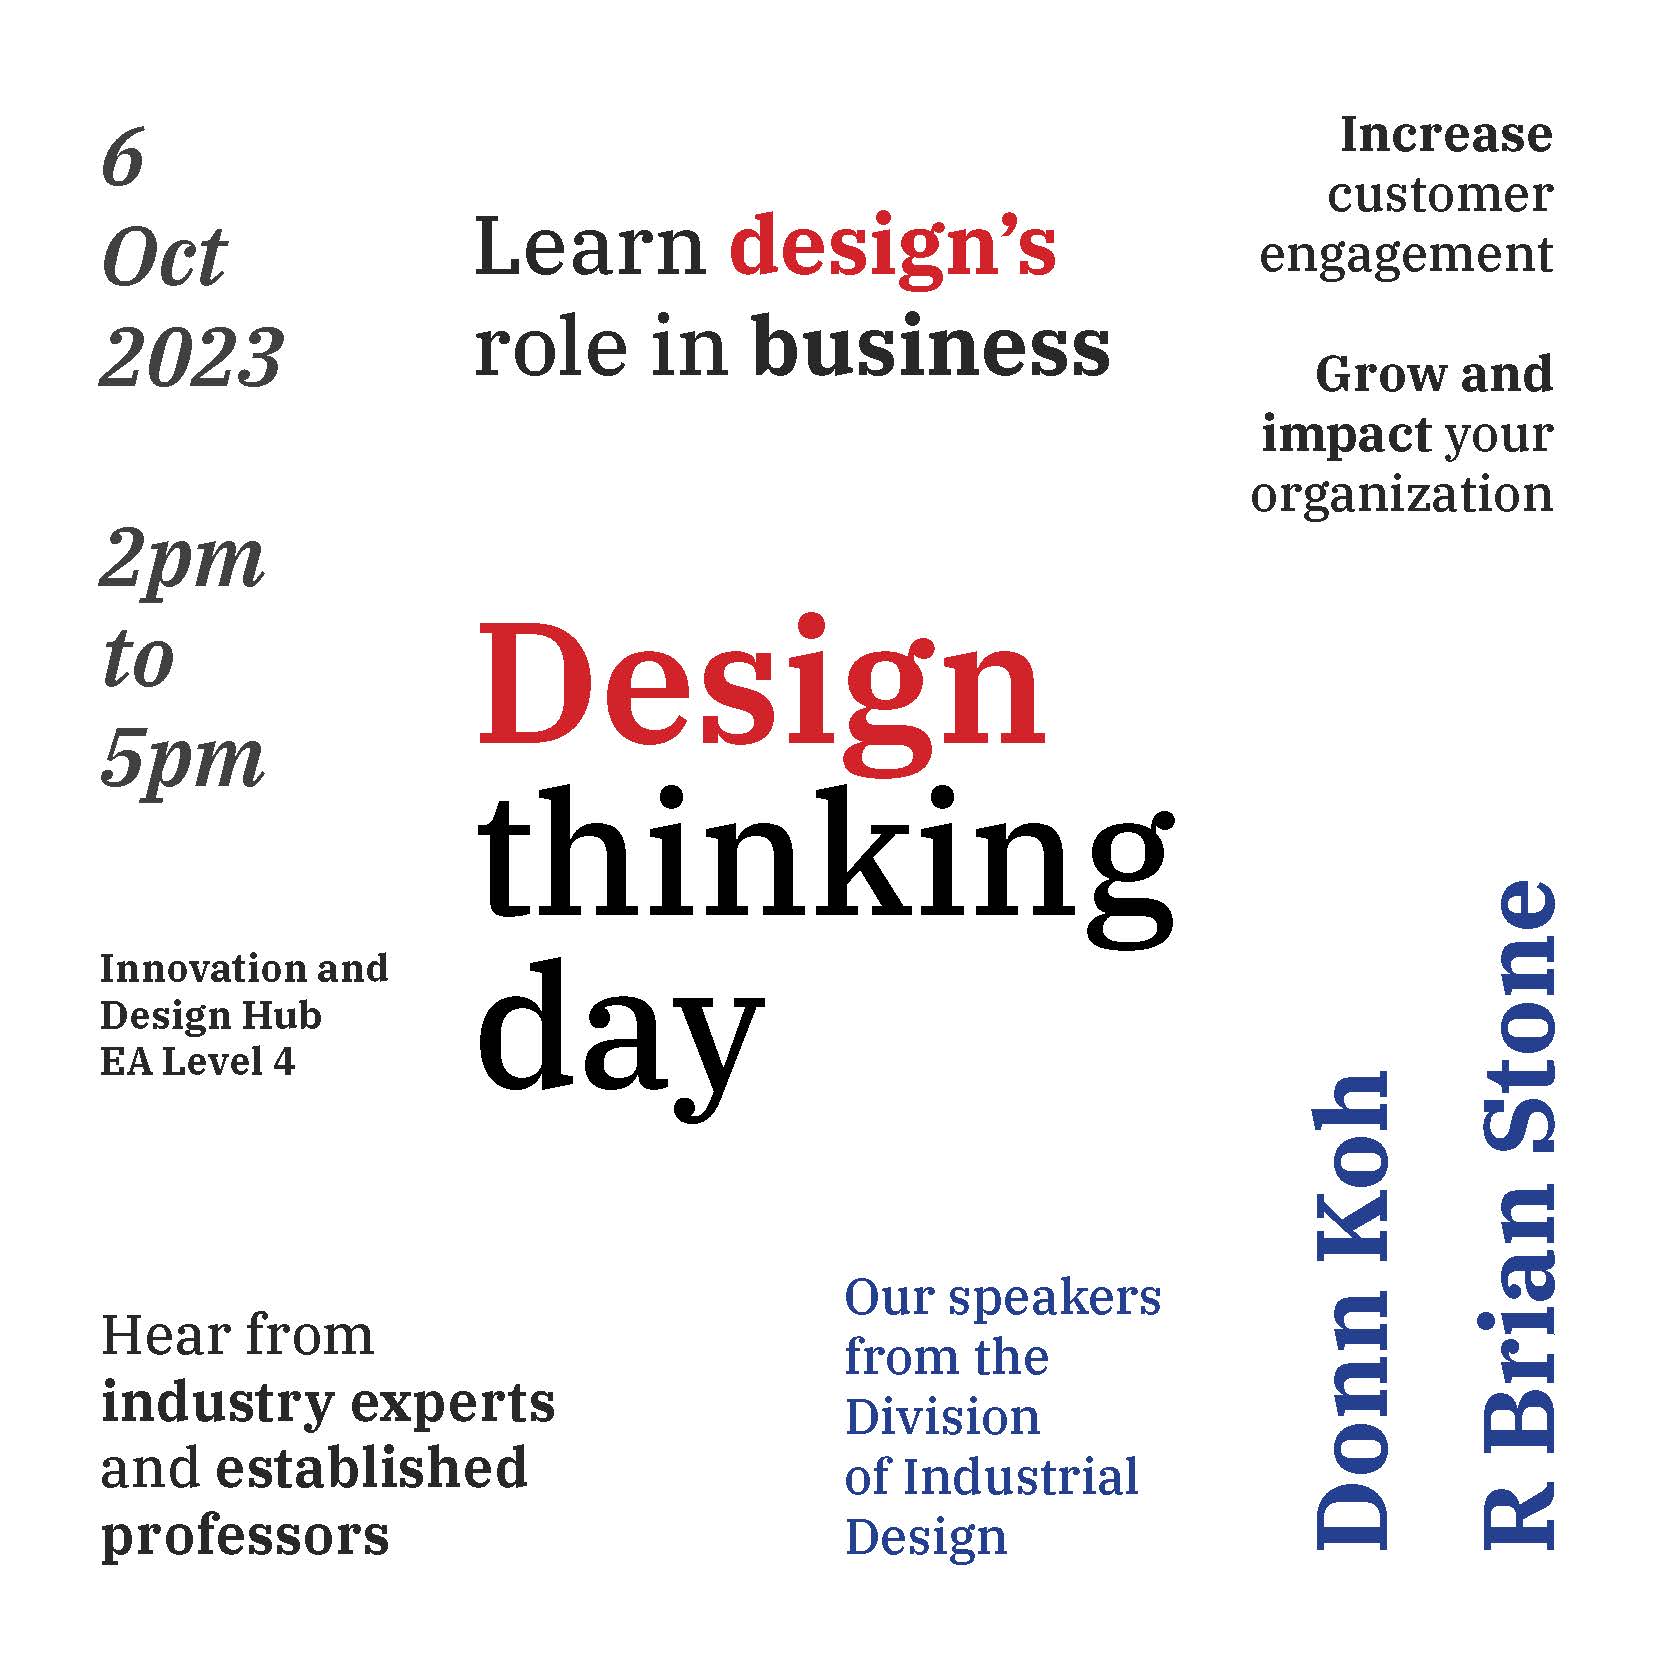 6
Oct
2023
2pm
to
5pm
Innovation and
Design Hub
EA Level 4
Learn design’s
role in business
Increase
customer
engagement
Grow and
impact your
organization
Design
thinking
day
Hear from
industry experts
and established
professors
Our speakers
from the
Division
of Industrial
Design
Donn Koh
R Brian Stone